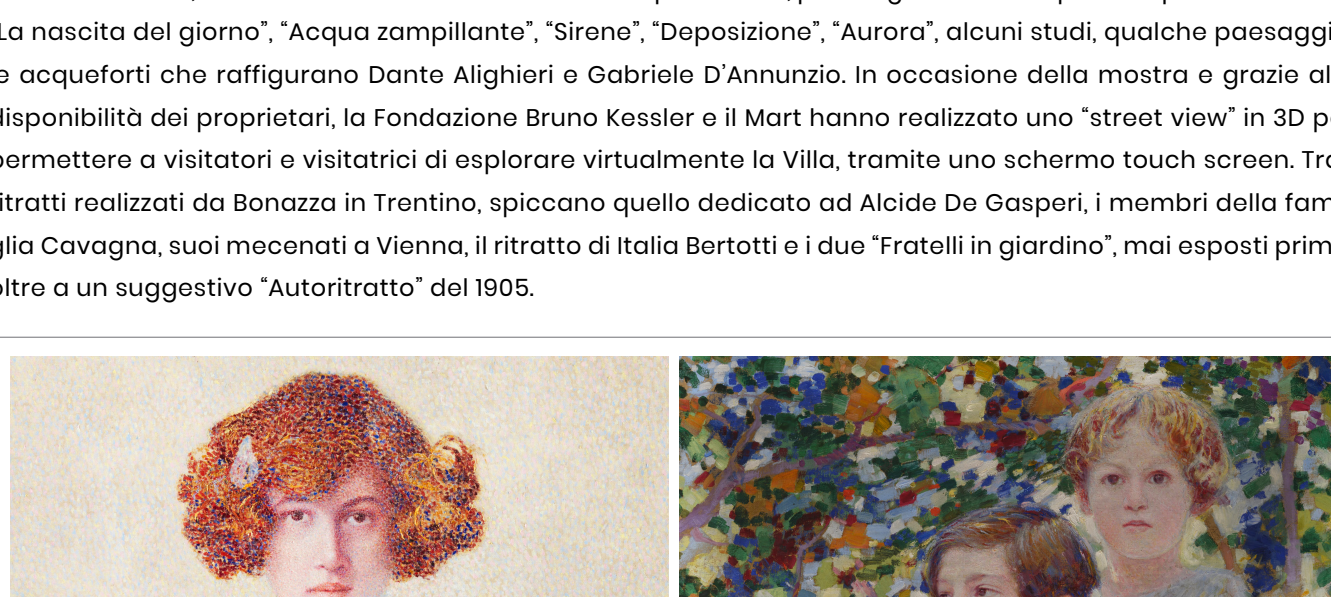 La nascita del giorno”, “Acqua zampillante”, “Sirene”, “Deposizione”, “Aurora”, alcuni studi, qualche paesaggi
e acqueforti che raffigurano Dante Alighieri e Gabriele D’Annunzio. In occasione della mostra e grazie al
disponibilità dei proprietari, la Fondazione Bruno Kessler e il Mart hanno realizzato uno “street view” in 3D p
permettere a visitatori e visitatrici di esplorare virtualmente la Villa, tramite uno schermo touch screen. Tra
ritratti realizzati da Bonazza in Trentino, spiccano quello dedicato ad Alcide De Gasperi, i membri della fam
glia Cavagna, suoi mecenati a Vienna, il ritratto di Italia Bertotti e i due “Fratelli in giardino”, mai esposti prim
oltre a un suggestivo “Autoritratto” del 1905.